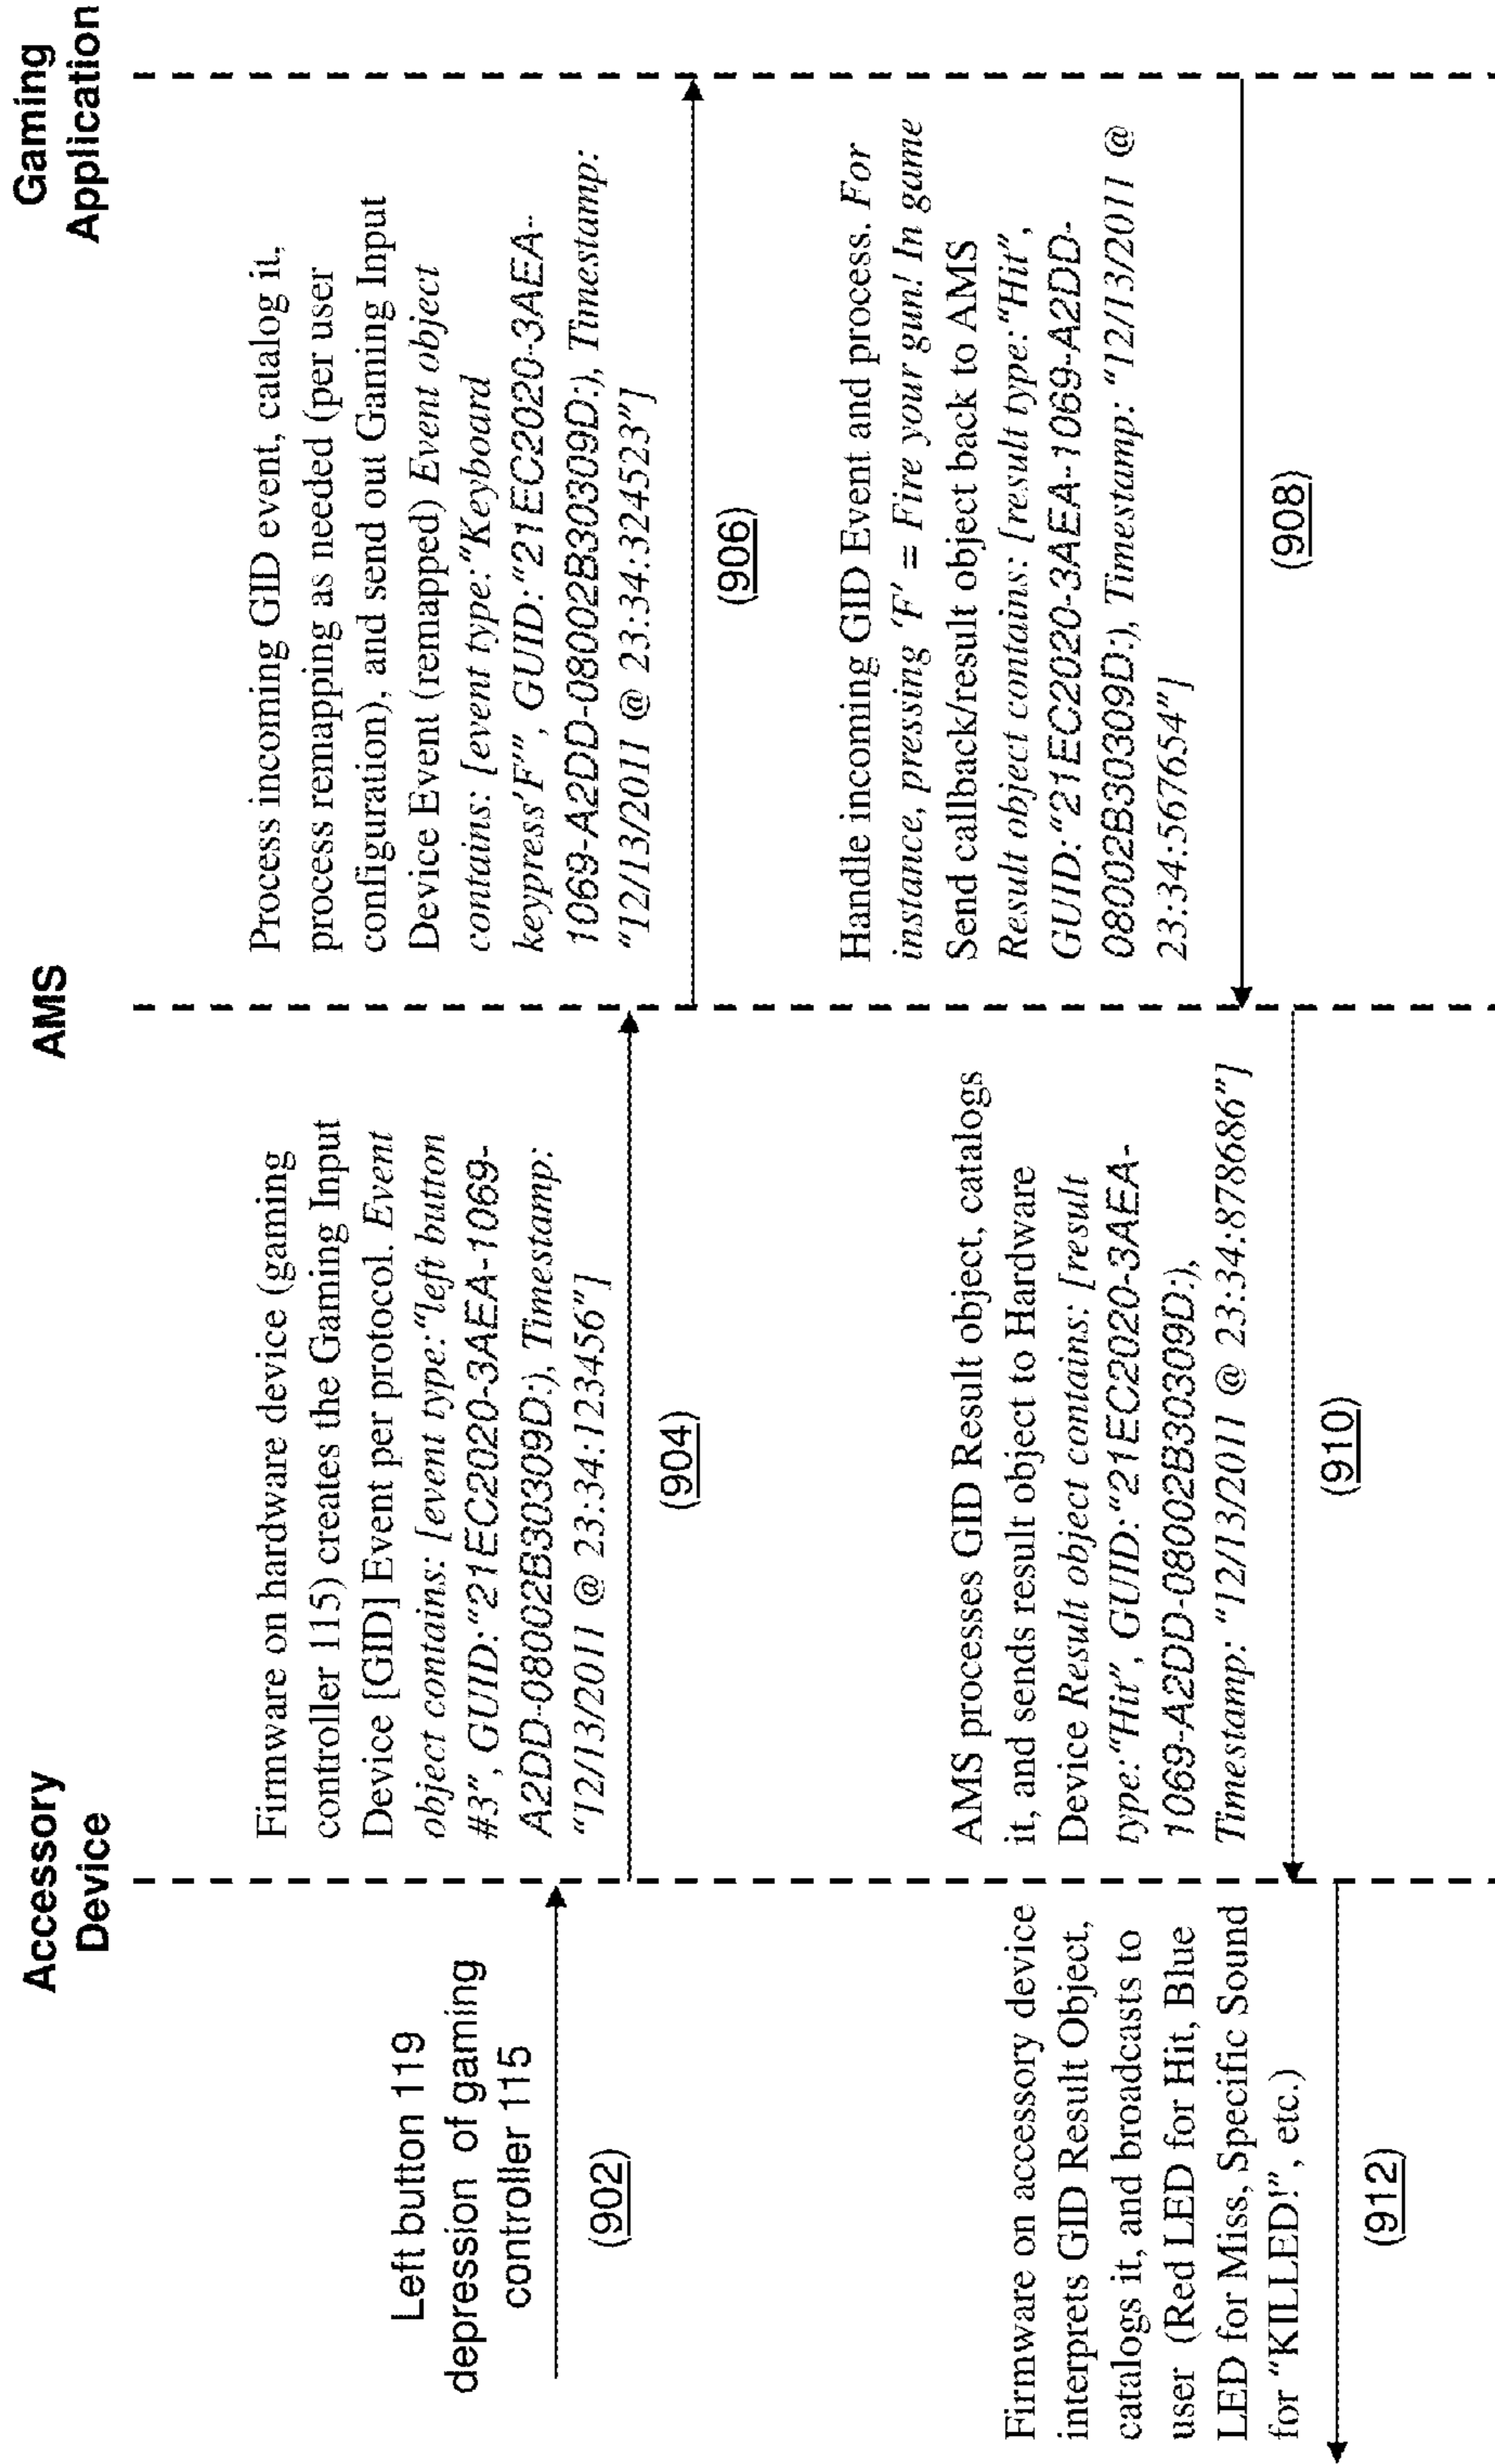 Accessory
Device
AMS
Gaming
Application
Left button 119
depression of gaming
controller 115
(902)
Firmware on hardware device (gaming
controller 115) creates the Gaming Input
Device [GID] Event per protocol. Event
object contains: [event type:"left button
#3", GUID:"21EC2020-3AEA-1069-
A2DD-08002B30309D:), Timestamp:
"12/13/2011 @ 23:34:123456"]
(904)
Process incoming GID event, catalog it,
process remapping as needed (per user
configuration), and send out Gaming Input
Device Event (remapped) Event object
contains: [event type:"Keyboard
keypress'F'", GUID:"21EC2020-3AEA-
1069-A2DD-08002B30309D:), Timestamp:
"12/13/2011 @ 23:34:324523"]
(906)
Handle incoming GID Event and process. For
instance, pressing 'F' = Fire your gun! In game
Send callback/result object back to AMS
Result object contains: [result type:"Hit",
GUID:"21EC2020-3AEA-1069-A2DD-
08002B30309D:), Timestamp: "12/13/2011 @
23:34:567654"]
(908)
AMS processes GID Result object, catalogs
it, and sends result object to Hardware
Device Result object contains: [result
type:"Hit", GUID:"21EC2020-3AEA-
1069-A2DD-08002B30309D:),
Timestamp: "12/13/2011 @ 23:34:878686"]
(910)
Firmware on accessory device
interprets GID Result Object,
catalogs it, and broadcasts to
user (Red LED for Hit, Blue
LED for Miss, Specific Sound
for "KILLED!", etc.)
(912)